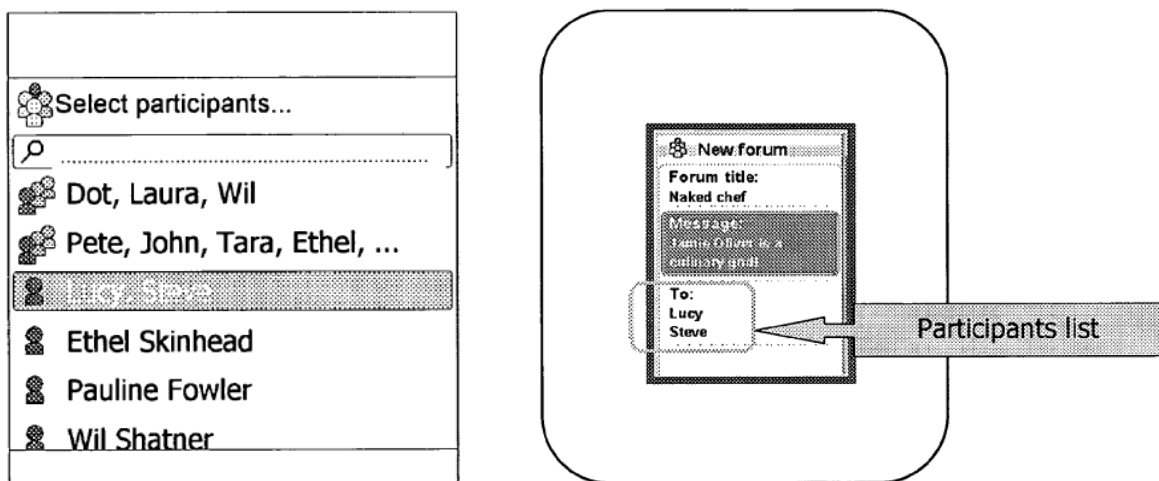 Select participants...
Dot, Laura, Wil
Pete, John, Tara, Ethel, ...
Lucy, Steve
Ethel Skinhead
Pauline Fowler
Wil Shatner
New forum
Forum title:
Naked chef
Message:
Jamie Oliver is a
culinary god!
To:
Lucy
Steve
Participants list